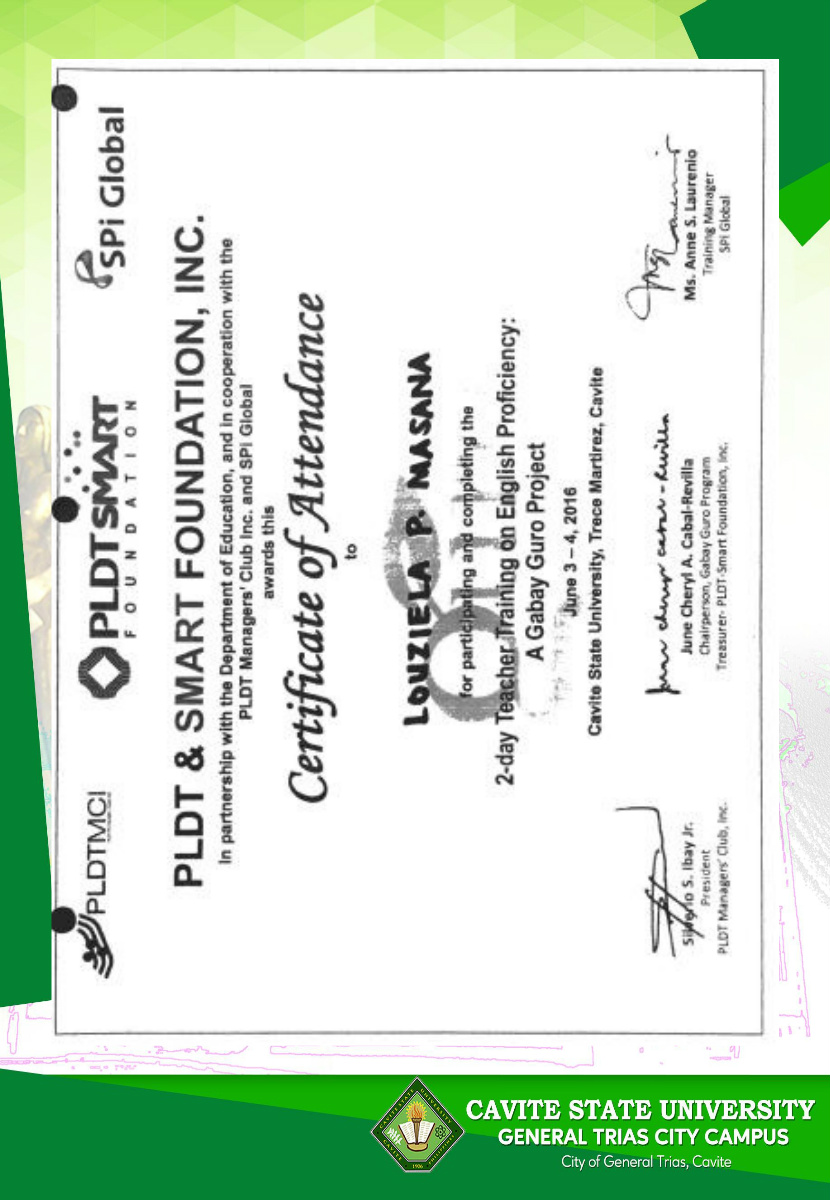 PLDTMCI
PLDT SMART
FOUNDATION
SPi Global
PLDT & SMART FOUNDATION, INC.
In partnership with the Department of Education, and in cooperation with the
PLDT Managers' Club Inc. and SPi Global
awards this
Certificate of Attendance
to
LOUZIELA P. MASANA
for participating and completing the
2-day Teacher Training on English Proficiency:
A Gabay Guro Project
June 3 – 4, 2016
Cavite State University, Trece Martirez, Cavite
Silverio S. Ibay Jr.
President
PLDT Managers' Club, Inc.
June Cheryl A. Cabal-Revilla
Chairperson, Gabay Guro Program
Treasurer- PLDT-Smart Foundation, Inc.
Ms. Anne S. Laurenio
Training Manager
SPi Global
CAVITE STATE UNIVERSITY
GENERAL TRIAS CITY CAMPUS
City of General Trias, Cavite